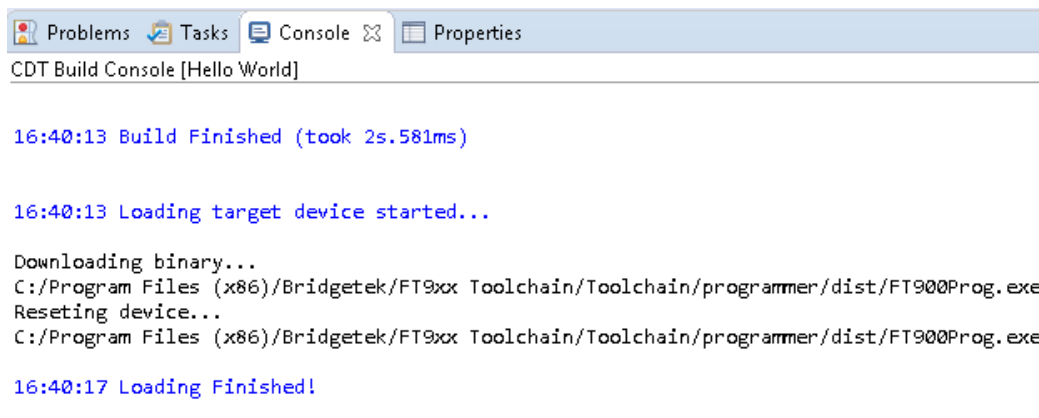 Problems Tasks Console Properties
CDT Build Console [Hello World]
16:40:13 Build Finished (took 2s.581ms)
16:40:13 Loading target device started...
Downloading binary...
C:/Program Files (x86)/Bridgetek/FT9xx Toolchain/Toolchain/programmer/dist/FT900Prog.exe
Reseting device...
C:/Program Files (x86)/Bridgetek/FT9xx Toolchain/Toolchain/programmer/dist/FT900Prog.exe
16:40:17 Loading Finished!